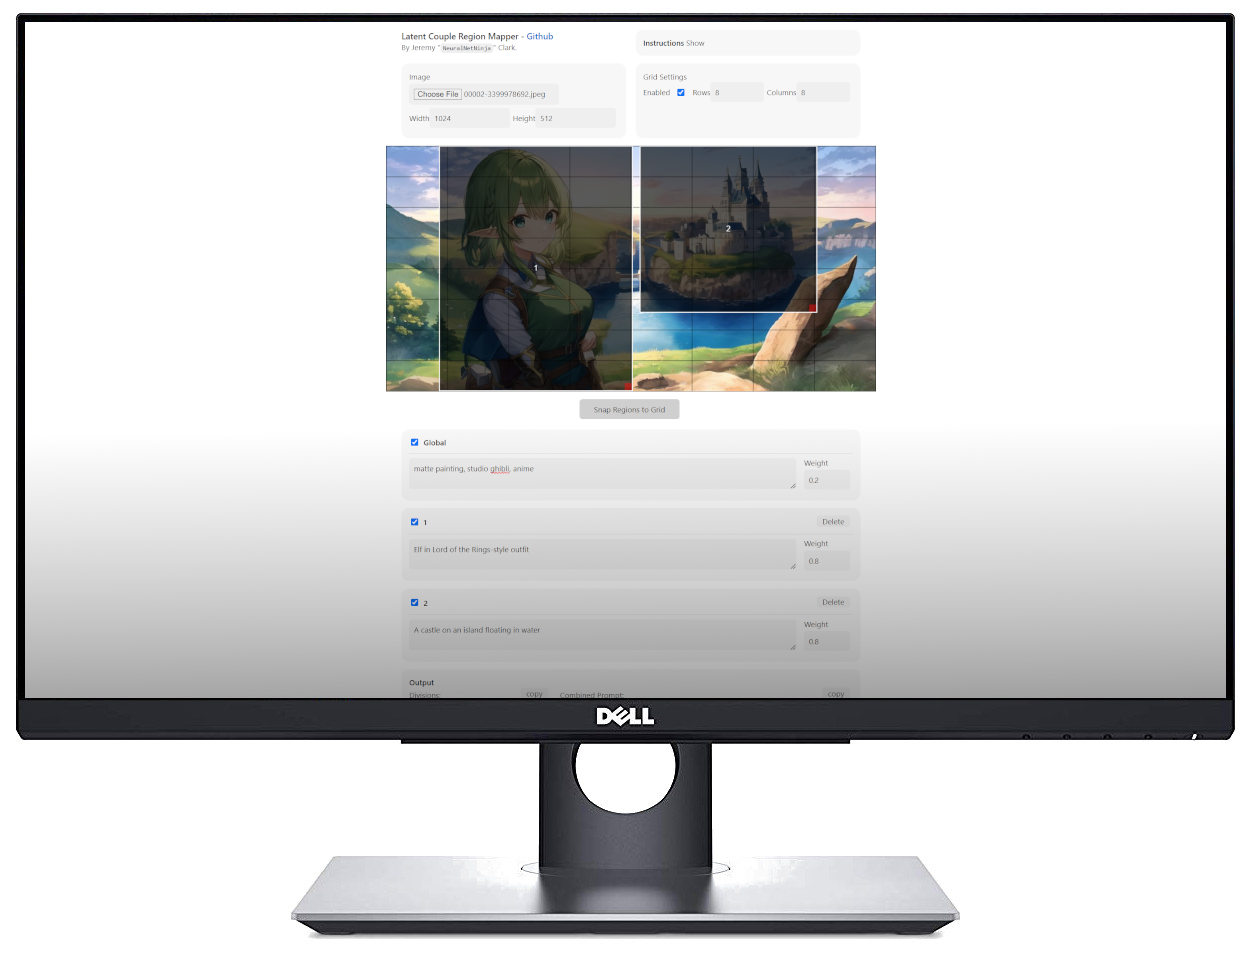 Latent Couple Region Mapper - Github
By Jeremy "NeuralNetNinja" Clark.
Instructions Show
Image
Choose File 00002-3399978692.jpeg
Width 1024 Height 512
Grid Settings
Enabled Rows 8 Columns 8
1
2
Snap Regions to Grid
Global
matte painting, studio ghibli, anime
Weight
0.2
1
Delete
Elf in Lord of the Rings-style outfit
Weight
0.8
2
Delete
A castle on an island floating in water
Weight
0.8
Output
Divisions: copy Combined Prompt: copy
DELL